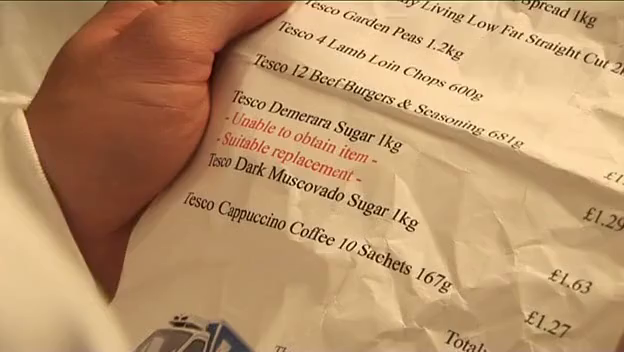 Spread 1kg
Living Low Fat Straight Cut
Tesco Garden Peas 1.2kg
Tesco 4 Lamb Loin Chops 600g
Tesco 12 Beef Burgers & Seasoning 681g
Tesco Demerara Sugar 1kg
- Unable to obtain item -
- Suitable replacement -
Tesco Dark Muscovado Sugar 1kg £1.29
Tesco Cappuccino Coffee 10 Sachets 167g £1.63
£1.27
Total